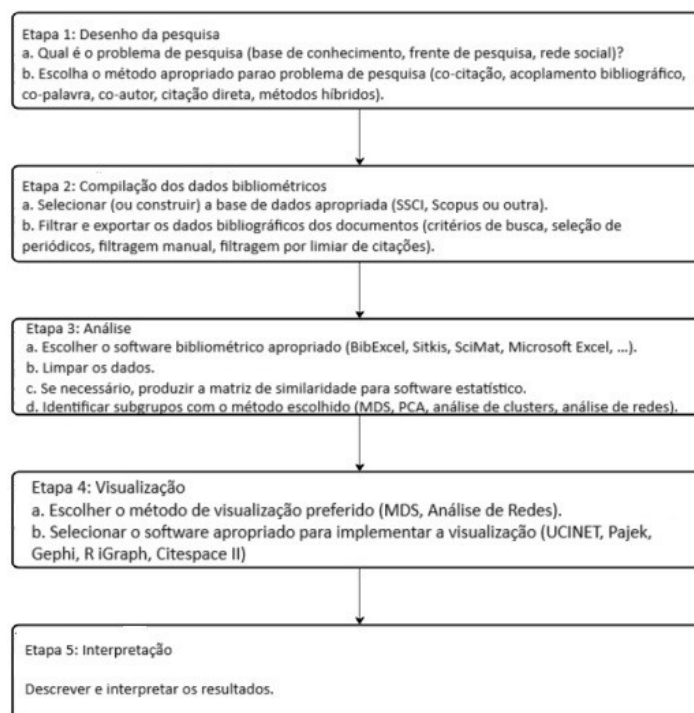 Etapa 1: Desenho da pesquisa
a. Qual é o problema de pesquisa (base de conhecimento, frente de pesquisa, rede social)?
b. Escolha o método apropriado parao problema de pesquisa (co-citação, acoplamento bibliográfico,
co-palavra, co-autor, citação direta, métodos híbridos).
Etapa 2: Compilação dos dados bibliométricos
a. Selecionar (ou construir) a base de dados apropriada (SSCI, Scopus ou outra).
b. Filtrar e exportar os dados bibliográficos dos documentos (critérios de busca, seleção de
periódicos, filtragem manual, filtragem por limiar de citações).
Etapa 3: Análise
a. Escolher o software bibliométrico apropriado (BibExcel, Sitkis, SciMat, Microsoft Excel, ...).
b. Limpar os dados.
c. Se necessário, produzir a matriz de similaridade para software estatístico.
d. Identificar subgrupos com o método escolhido (MDS, PCA, análise de clusters, análise de redes).
Etapa 4: Visualização
a. Escolher o método de visualização preferido (MDS, Análise de Redes).
b. Selecionar o software apropriado para implementar a visualização (UCINET, Pajek,
Gephi, R iGraph, Citespace II)
Etapa 5: Interpretação
Descrever e interpretar os resultados.